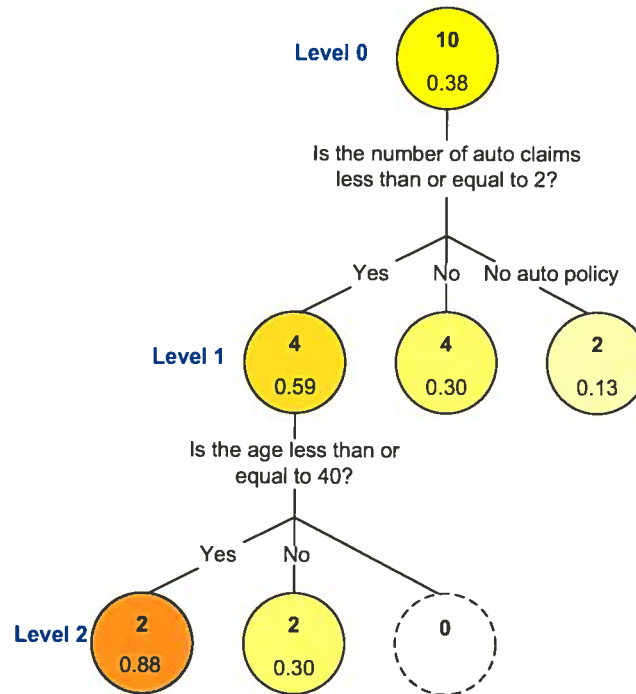 Level 0
10
0.38
Is the number of auto claims
less than or equal to 2?
Yes
No
No auto policy
Level 1
4
0.59
4
0.30
2
0.13
Is the age less than or
equal to 40?
Yes
No
Level 2
2
0.88
2
0.30
0